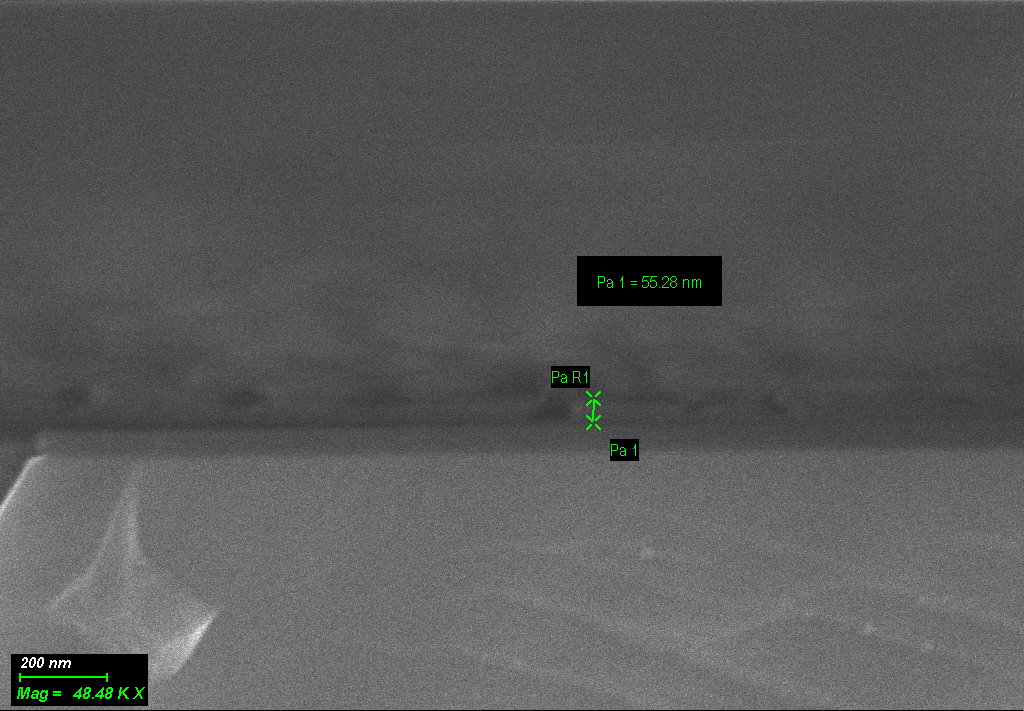 Pa 1 = 55.28 nm
Pa R1
Pa 1
200 nm
Mag = 48.48 K X